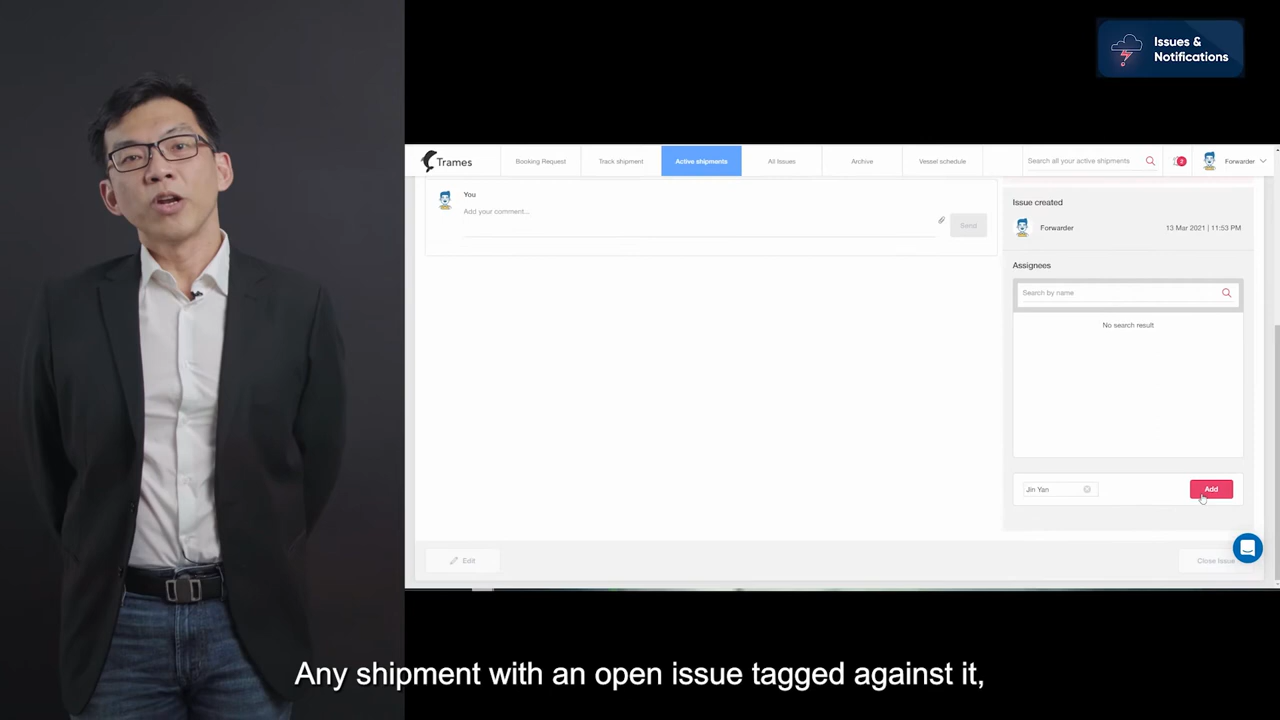 Issues &
Notifications
Trames
Booking Request
Track shipment
Active shipments
All Issues
Archive
Vessel schedule
Search all your active shipments
2
Forwarder
You
Add your comment...
Send
Issue created
Forwarder
13 Mar 2021 | 11:53 PM
Assignees
Search by name
No search result
Jin Yan
Add
Edit
Close Issue
Any shipment with an open issue tagged against it,